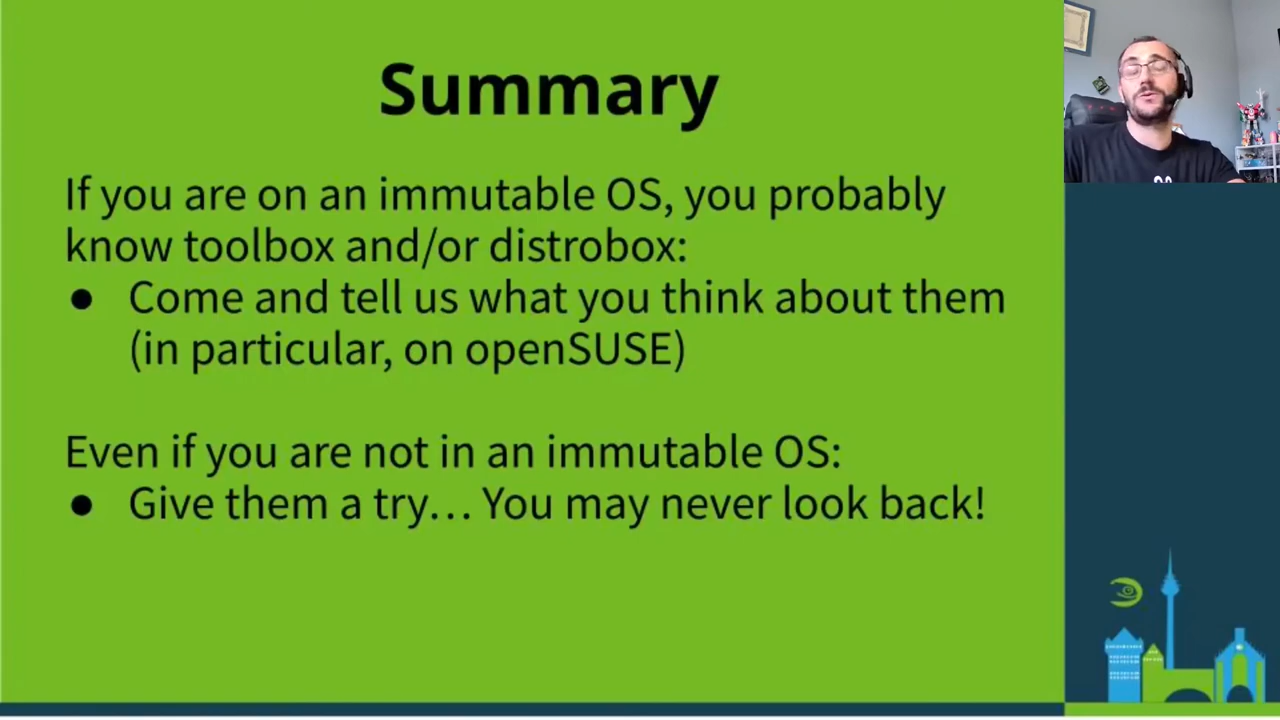 Summary
If you are on an immutable OS, you probably
know toolbox and/or distrobox:
● Come and tell us what you think about them
(in particular, on openSUSE)
Even if you are not in an immutable OS:
● Give them a try… You may never look back!